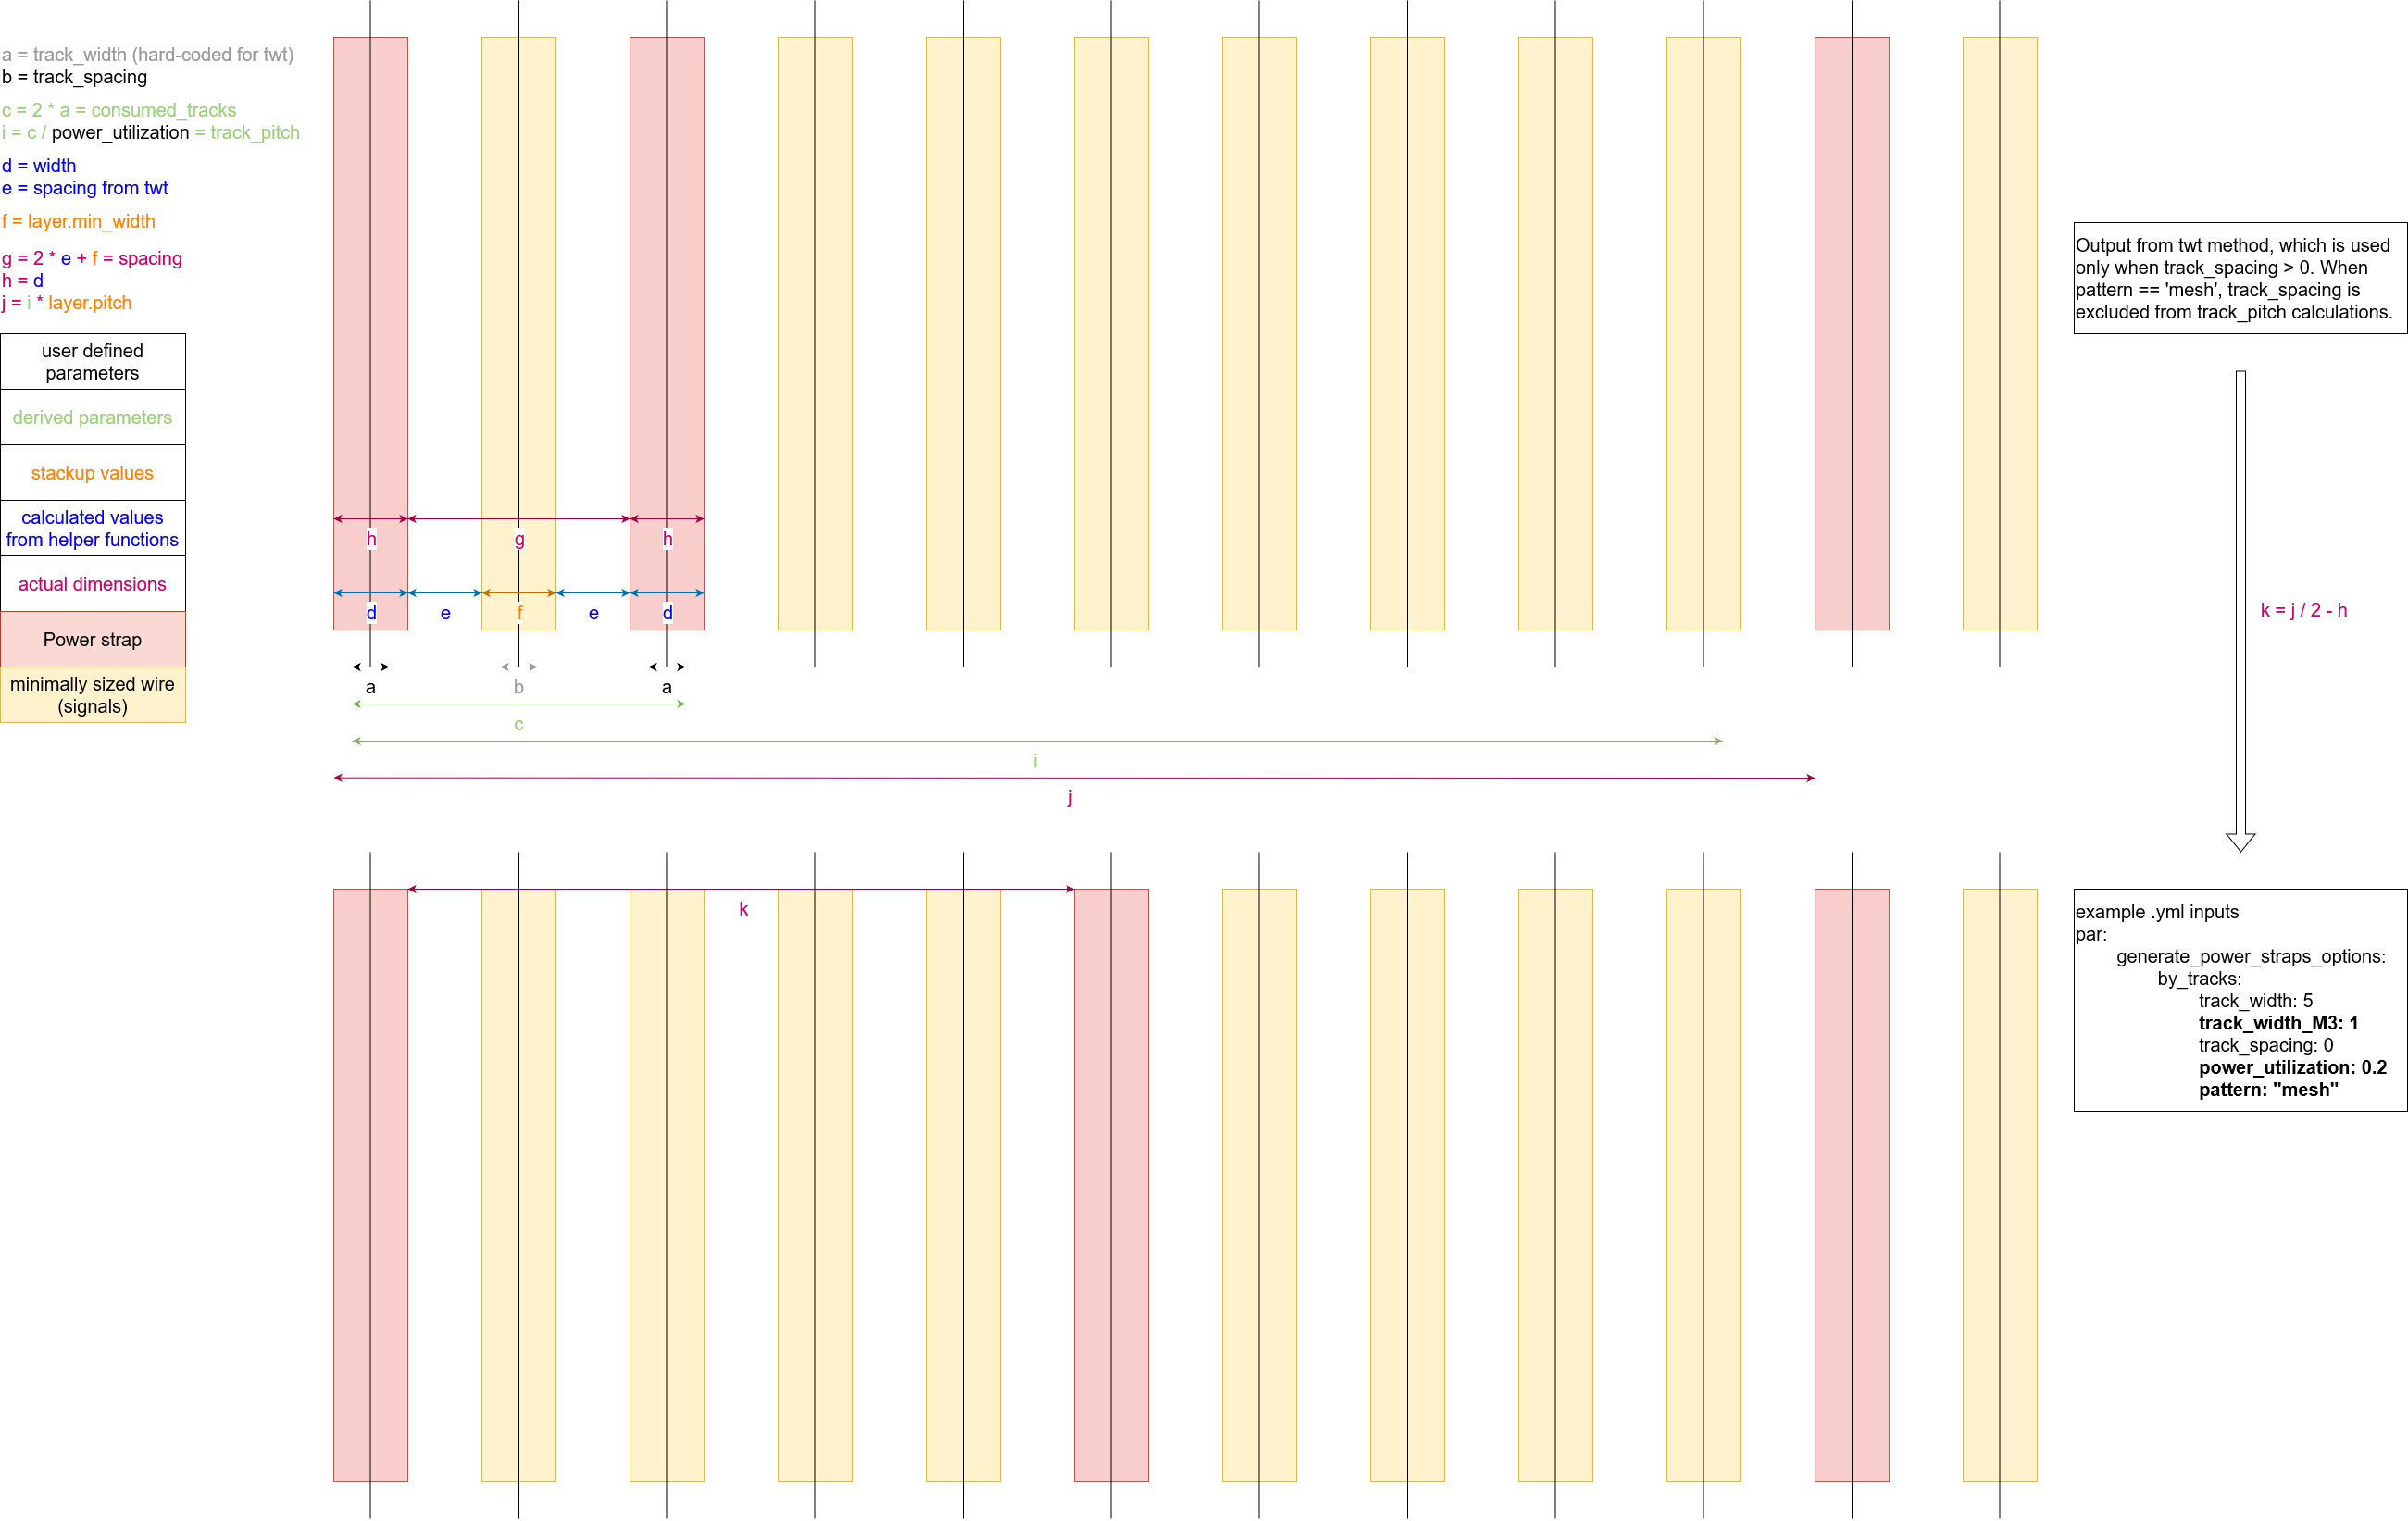 a = track_width (hard-coded for twt)
b = track_spacing
c = 2 * a = consumed_tracks
i = c / power_utilization = track_pitch
d = width
e = spacing from twt
f = layer.min_width
g = 2 * e + f = spacing
h = d
j = i * layer.pitch
user defined
parameters
derived parameters
stackup values
calculated values
from helper functions
actual dimensions
Power strap
minimally sized wire
(signals)
h
g
h
d
e
f
e
d
a
b
a
c
i
j
Output from twt method, which is used
only when track_spacing > 0. When
pattern == 'mesh', track_spacing is
excluded from track_pitch calculations.
k = j / 2 - h
k
example .yml inputs
par:
generate_power_straps_options:
by_tracks:
track_width: 5
track_width_M3: 1
track_spacing: 0
power_utilization: 0.2
pattern: "mesh"